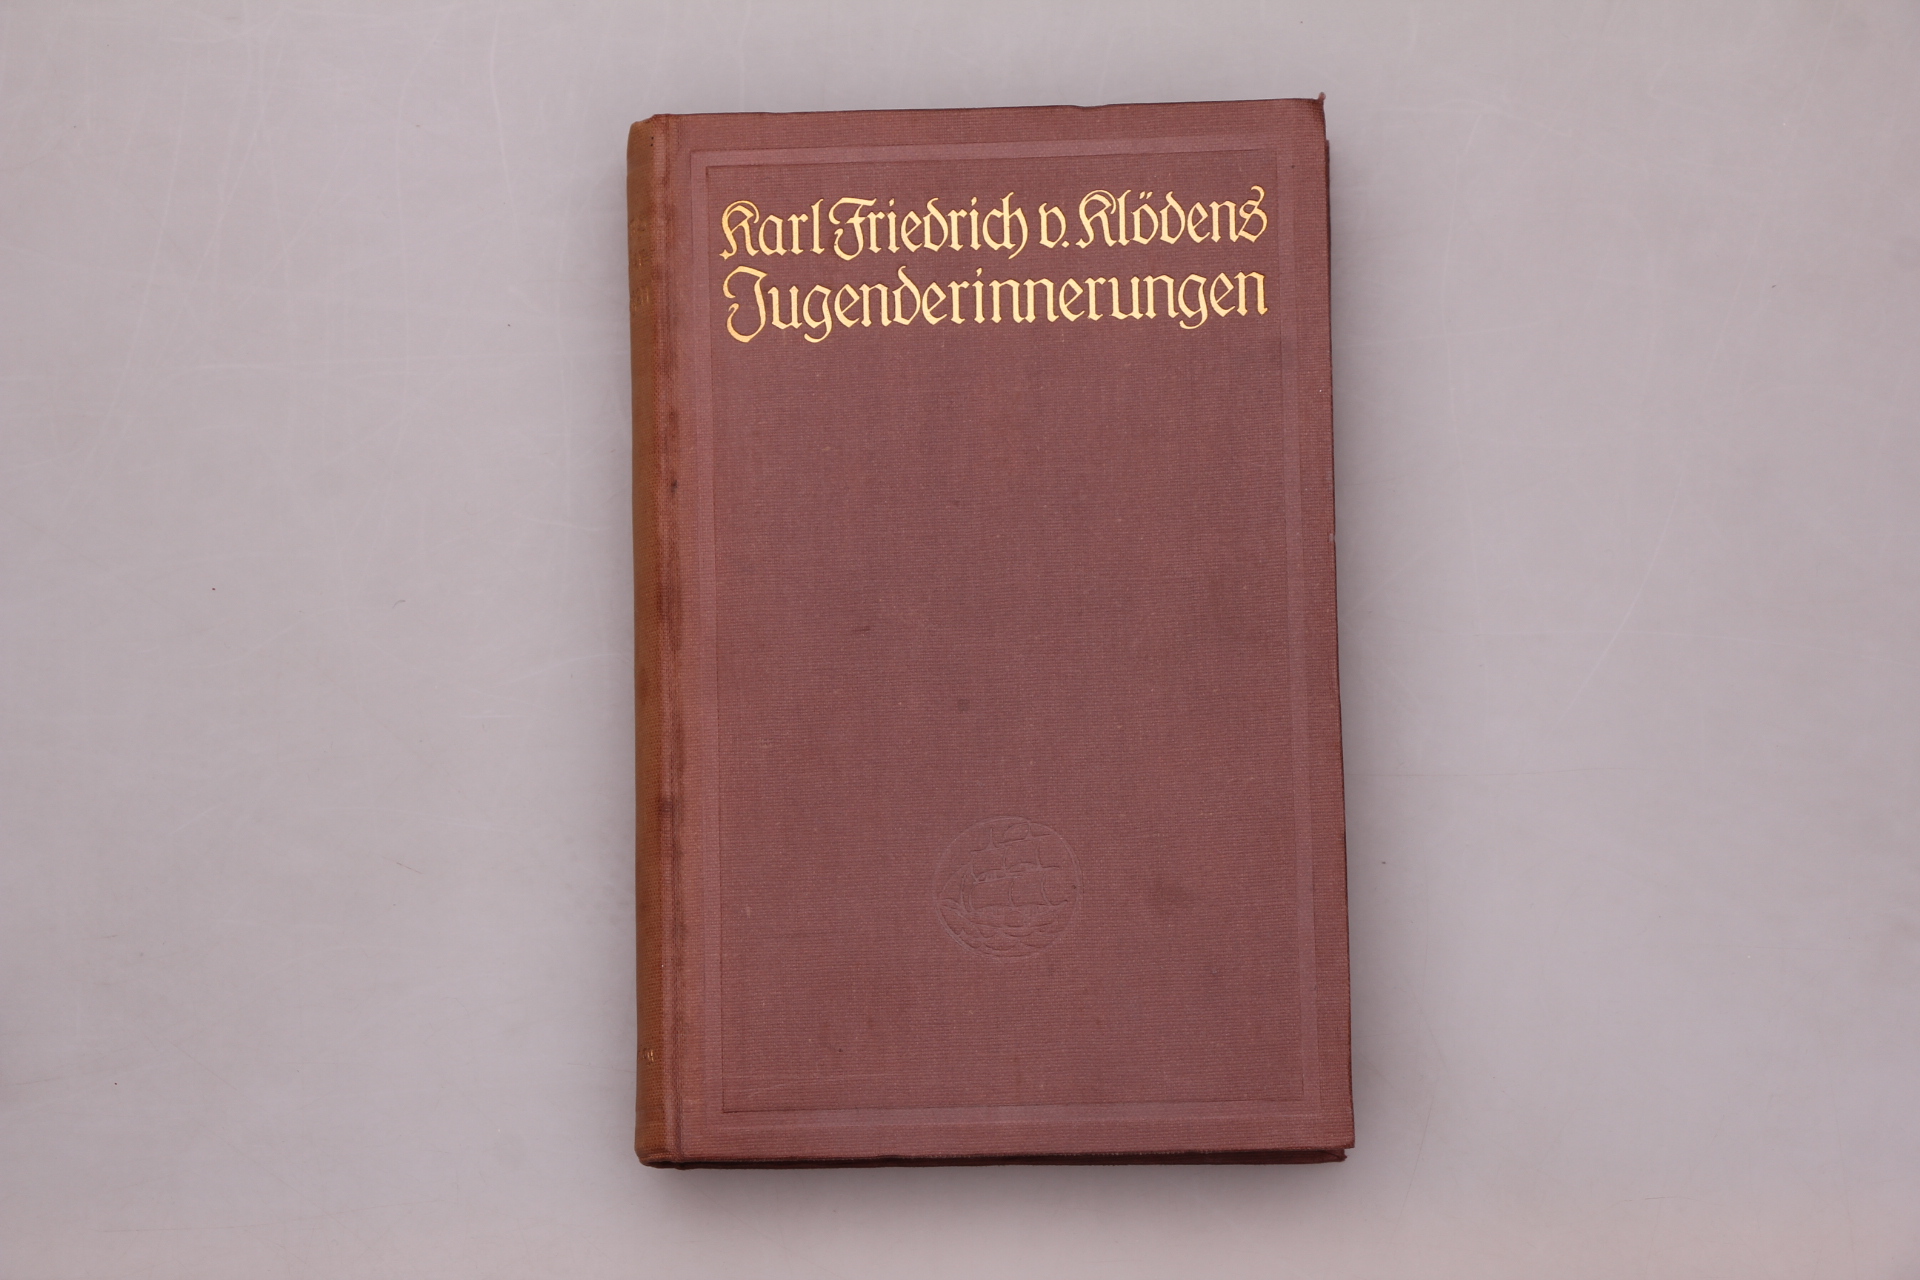 Karl Friedrich v. Klödens
Jugenderinnerungen